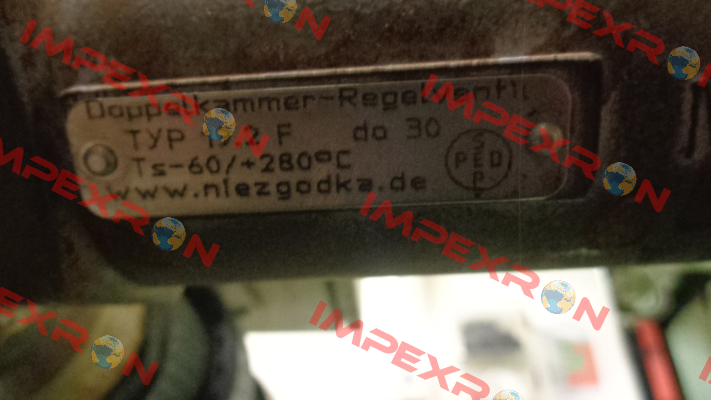 Doppelkammer-Regelventil
TYP F do 30
Ts-60/+280°C
www.niezgodka.de
PED
IMPEXRON
IMPEXRON
IMPEXRON
IMPEXRON
IMPEXRON
IMPEXRON
IMPEXRON